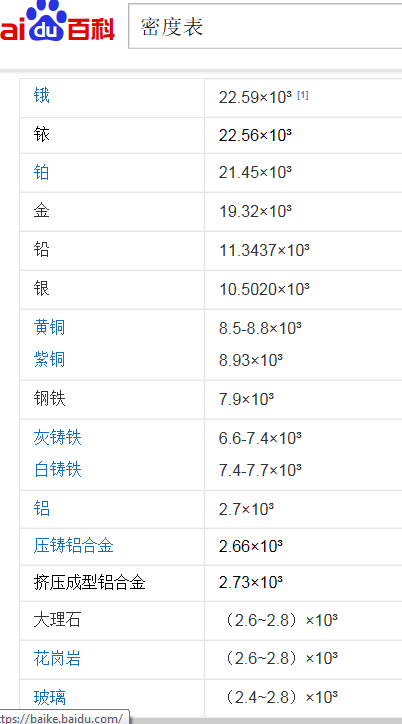 ai du 百科
密度表
锇 22.59×10³ [1]
铱 22.56×10³
铂 21.45×10³
金 19.32×10³
铅 11.3437×10³
银 10.5020×10³
黄铜 8.5-8.8×10³
紫铜 8.93×10³
钢铁 7.9×10³
灰铸铁 6.6-7.4×10³
白铸铁 7.4-7.7×10³
铝 2.7×10³
压铸铝合金 2.66×10³
挤压成型铝合金 2.73×10³
大理石 （2.6~2.8）×10³
花岗岩 （2.6~2.8）×10³
玻璃 （2.4~2.8）×10³
ttps://baike.baidu.com/